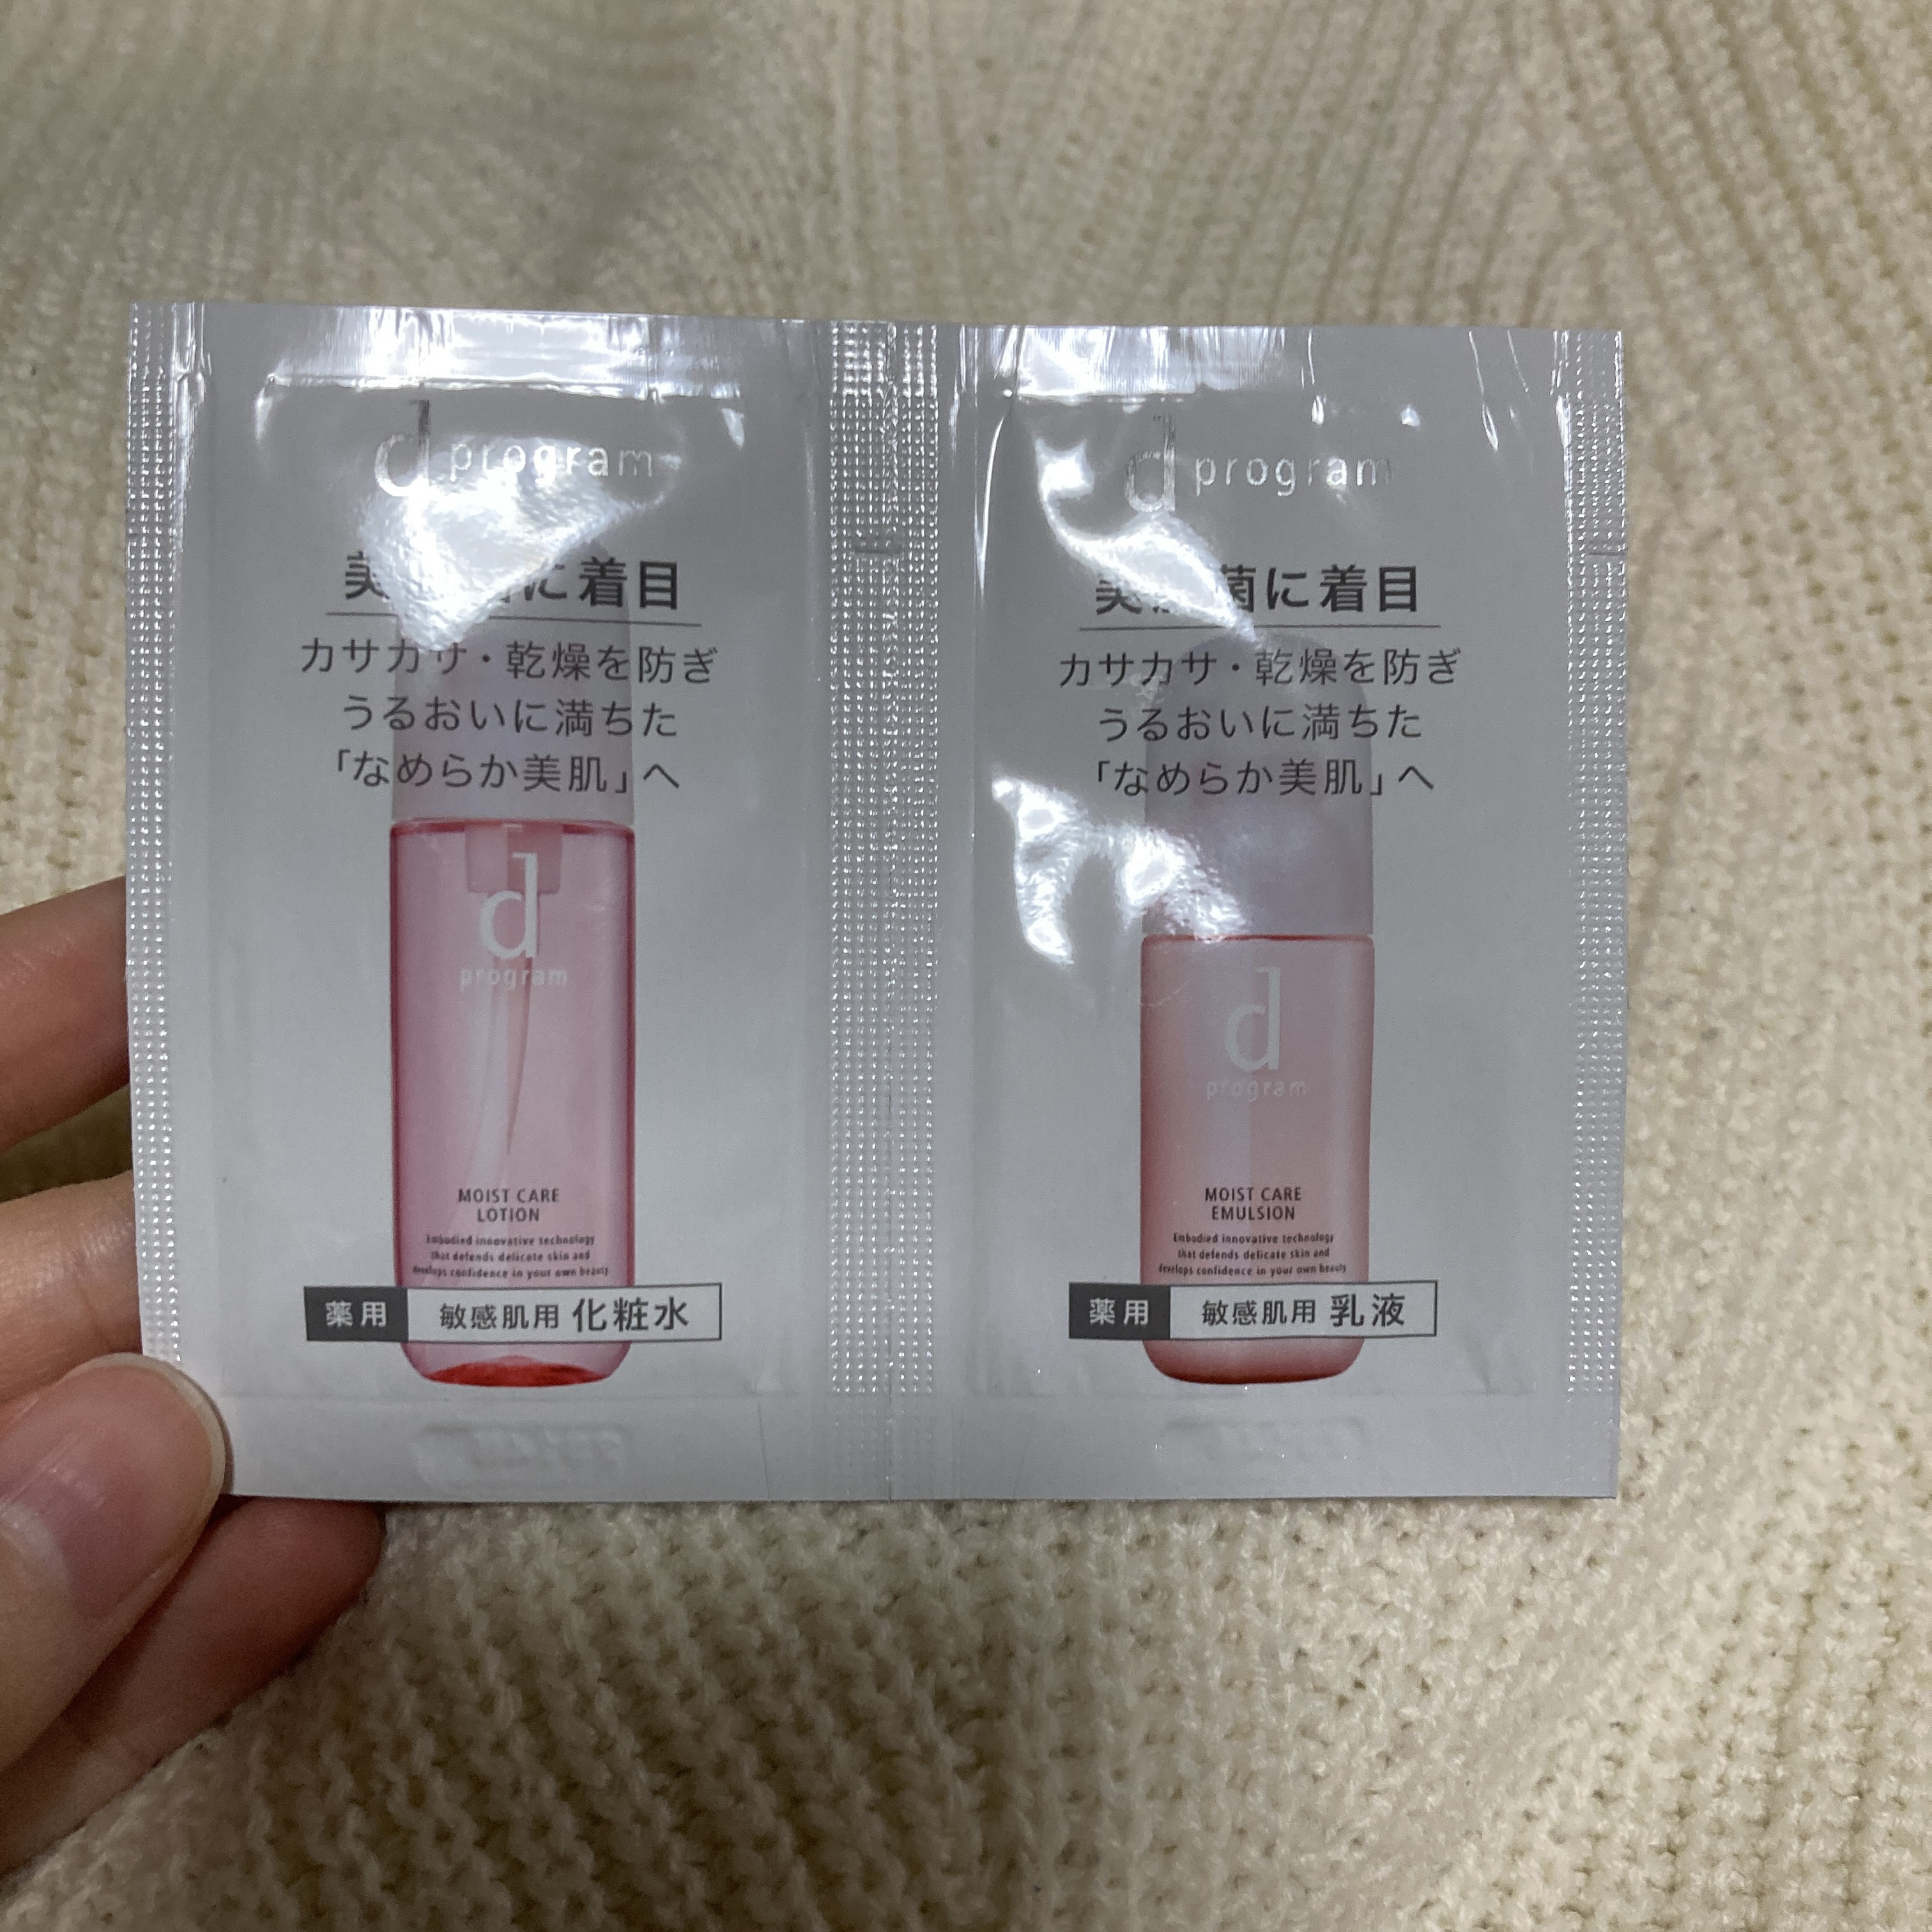 d program
に着目
カサカサ・乾燥を防ぎ
うるおいに満ちた
「なめらか美肌」へ
d
program
MOIST CARE
LOTION
Embodied innovative technology
that defends delicate skin and
develops confidence in your own beauty
薬用 敏感肌用 化粧水
d program
美 菌に着目
カサカサ・乾燥を防ぎ
うるおいに満ちた
「なめらか美肌」へ
d
program
MOIST CARE
EMULSION
Embodied innovative technology
that defends delicate skin and
develops confidence in your own beauty
薬用 敏感肌用 乳液